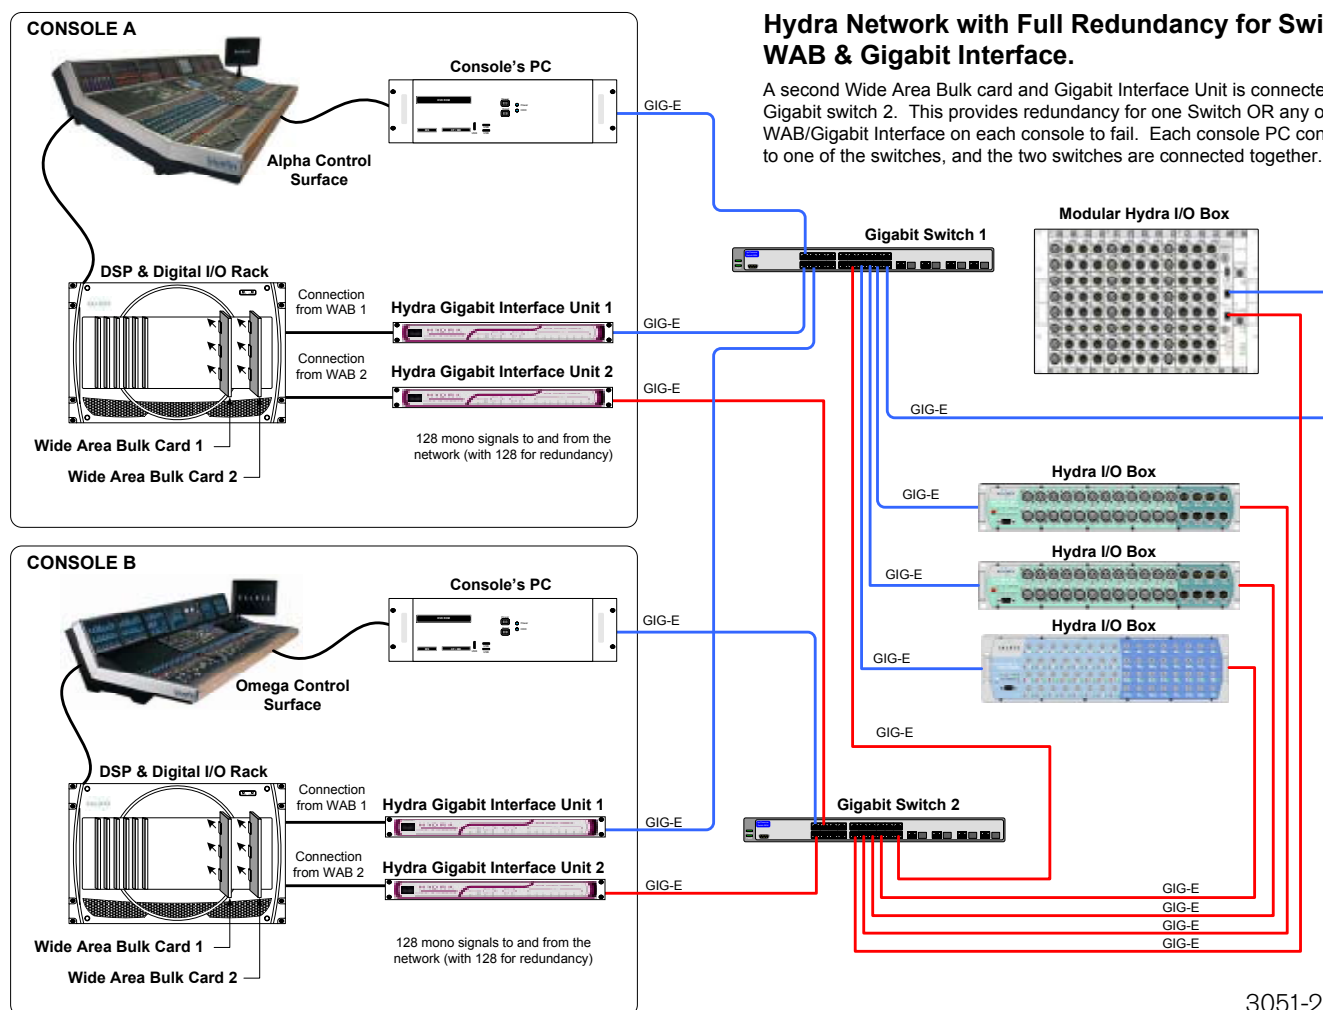 Hydra Network with Full Redundancy for Swi
WAB & Gigabit Interface.
A second Wide Area Bulk card and Gigabit Interface Unit is connecte
Gigabit switch 2. This provides redundancy for one Switch OR any o
WAB/Gigabit Interface on each console to fail. Each console PC con
to one of the switches, and the two switches are connected together.
CONSOLE A
Console's PC
GIG-E
Alpha Control
Surface
DSP & Digital I/O Rack
Connection
from WAB 1
Hydra Gigabit Interface Unit 1
GIG-E
Connection
from WAB 2
Hydra Gigabit Interface Unit 2
GIG-E
Wide Area Bulk Card 1
Wide Area Bulk Card 2
128 mono signals to and from the
network (with 128 for redundancy)
Gigabit Switch 1
Modular Hydra I/O Box
GIG-E
Hydra I/O Box
GIG-E
Hydra I/O Box
GIG-E
Hydra I/O Box
GIG-E
GIG-E
CONSOLE B
Console's PC
GIG-E
Omega Control
Surface
DSP & Digital I/O Rack
Connection
from WAB 1
Hydra Gigabit Interface Unit 1
GIG-E
Connection
from WAB 2
Hydra Gigabit Interface Unit 2
GIG-E
Wide Area Bulk Card 1
Wide Area Bulk Card 2
128 mono signals to and from the
network (with 128 for redundancy)
Gigabit Switch 2
GIG-E
GIG-E
GIG-E
GIG-E
3051-2